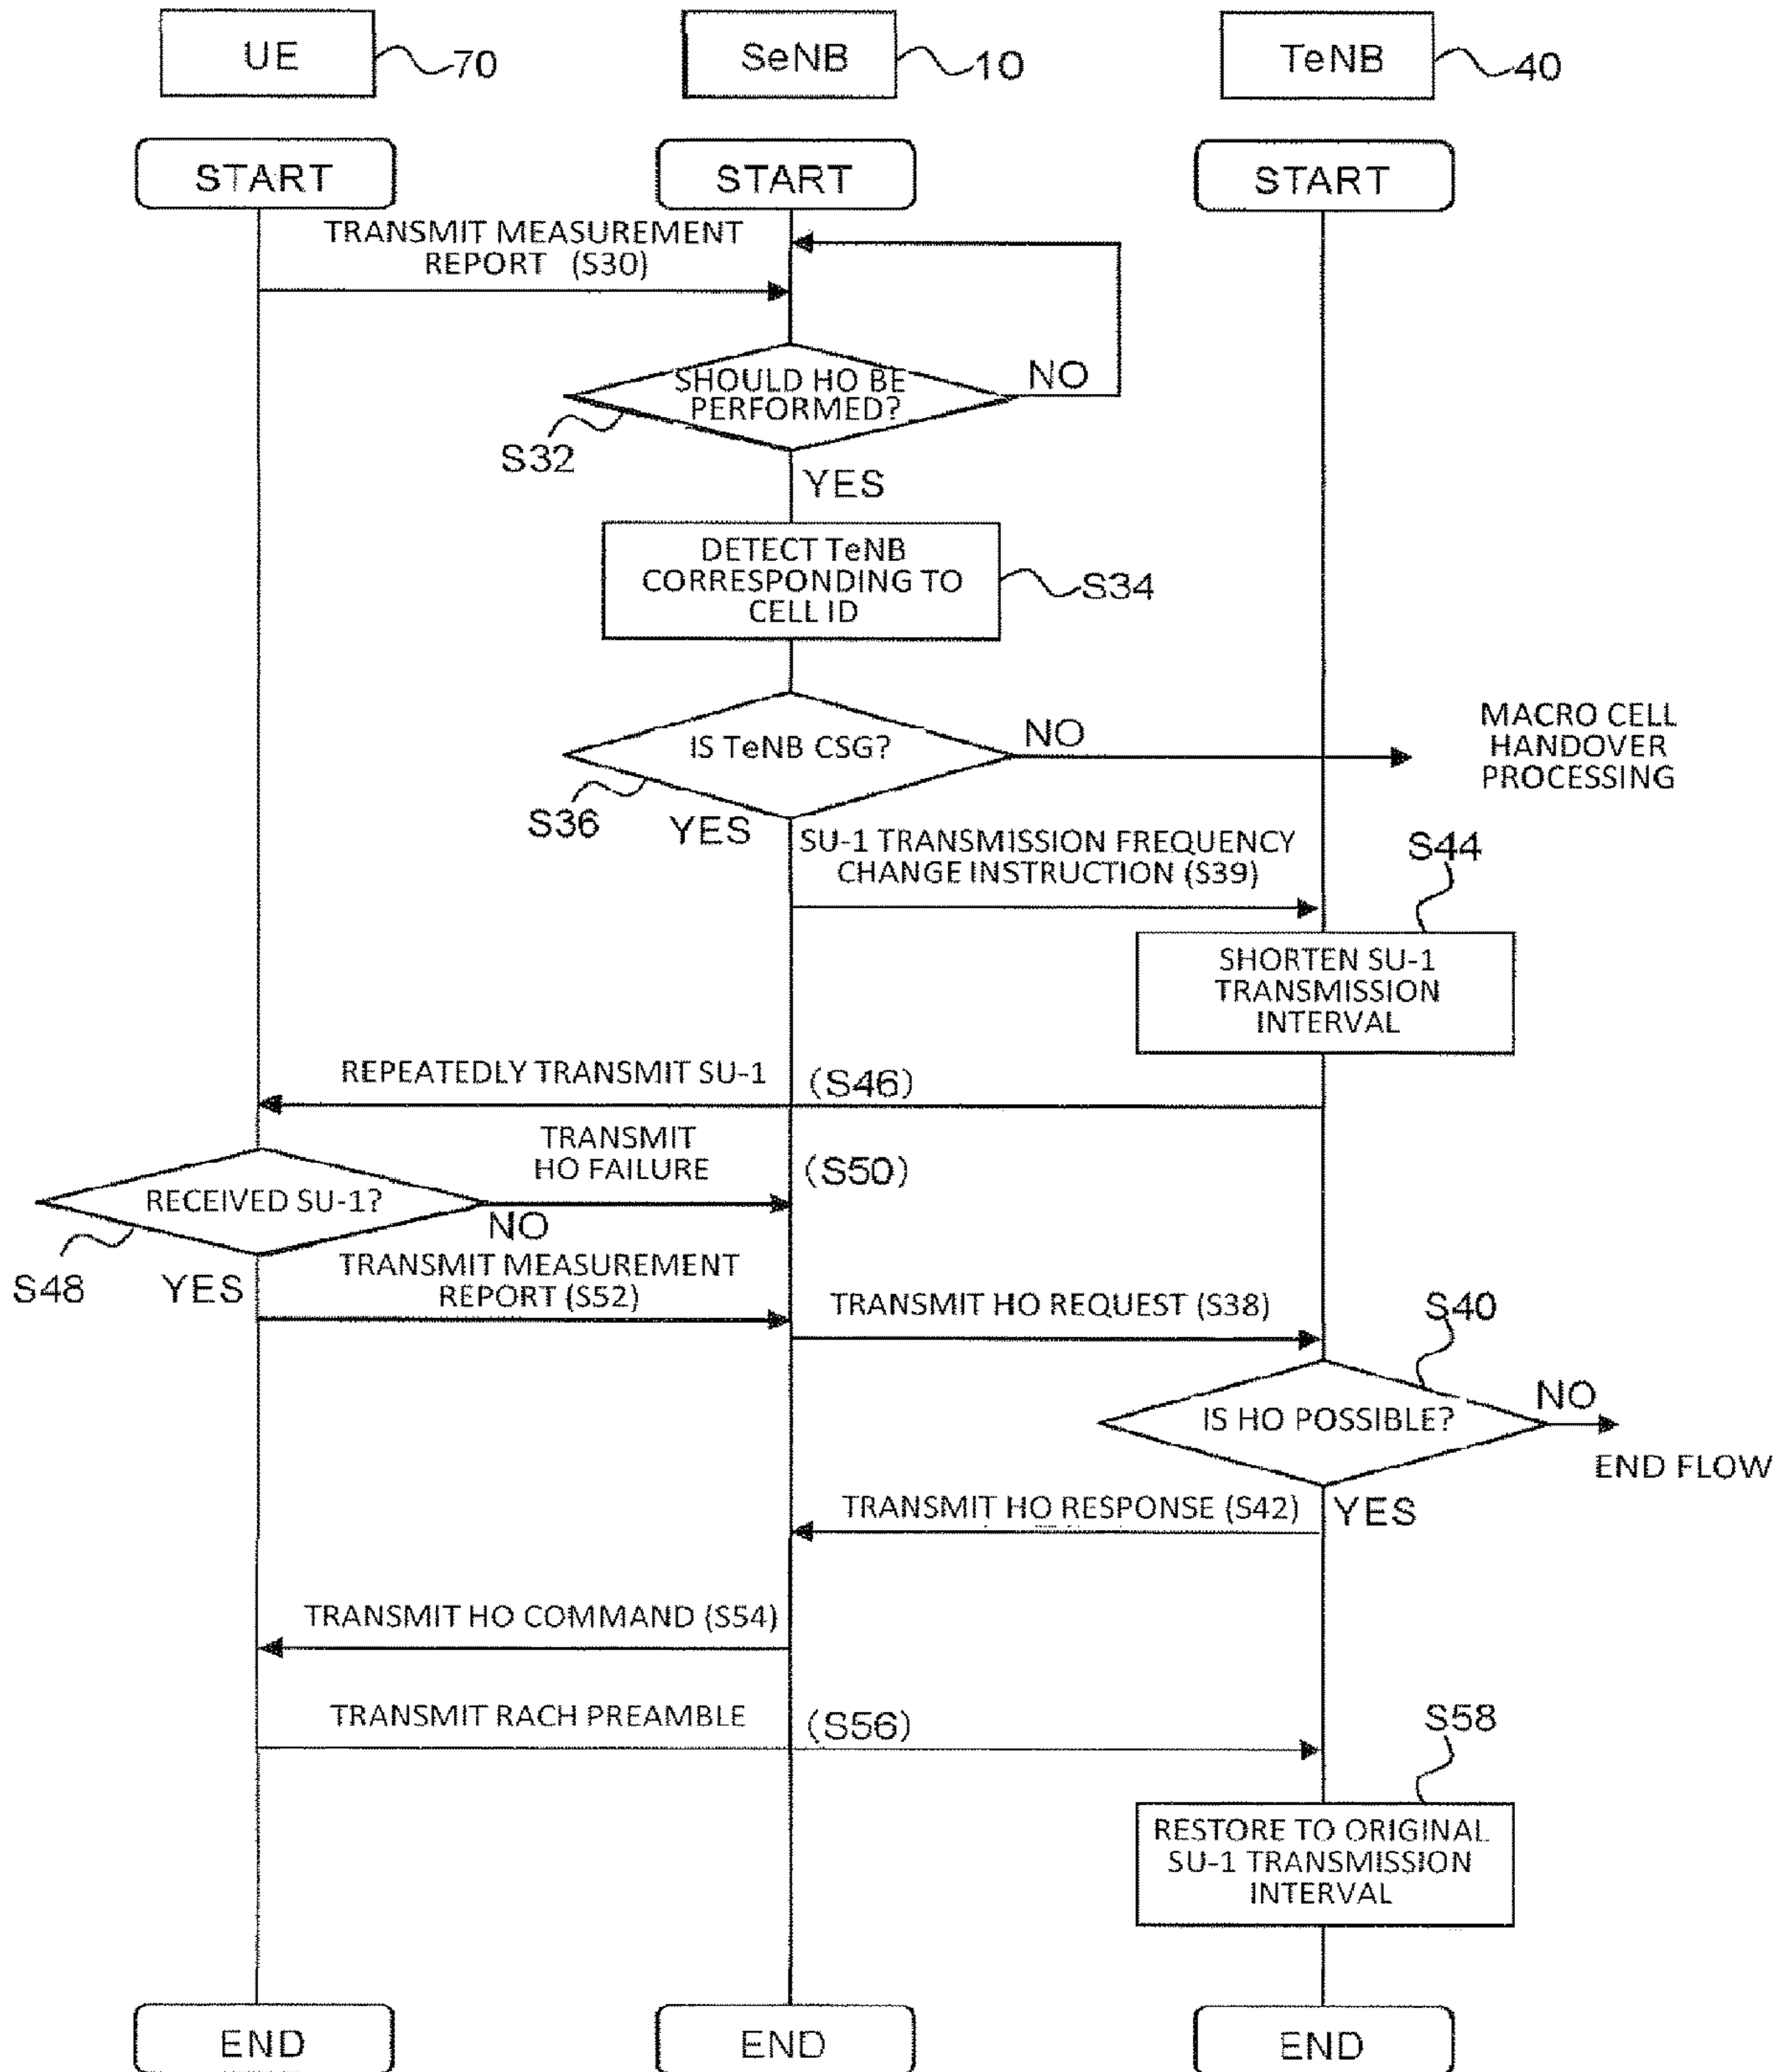 UE
70
SeNB
10
TeNB
40
START
START
START
TRANSMIT MEASUREMENT
REPORT (S30)
SHOULD HO BE
PERFORMED?
NO
S32
YES
DETECT TeNB
CORRESPONDING TO
CELL ID
S34
IS TeNB CSG?
NO
MACRO CELL
HANDOVER
PROCESSING
S36
YES
SU-1 TRANSMISSION FREQUENCY
CHANGE INSTRUCTION (S39)
S44
SHORTEN SU-1
TRANSMISSION
INTERVAL
REPEATEDLY TRANSMIT SU-1 (S46)
TRANSMIT
HO FAILURE (S50)
RECEIVED SU-1?
NO
S48
YES
TRANSMIT MEASUREMENT
REPORT (S52)
TRANSMIT HO REQUEST (S38)
S40
IS HO POSSIBLE?
NO
END FLOW
TRANSMIT HO RESPONSE (S42)
YES
TRANSMIT HO COMMAND (S54)
TRANSMIT RACH PREAMBLE (S56)
S58
RESTORE TO ORIGINAL
SU-1 TRANSMISSION
INTERVAL
END
END
END